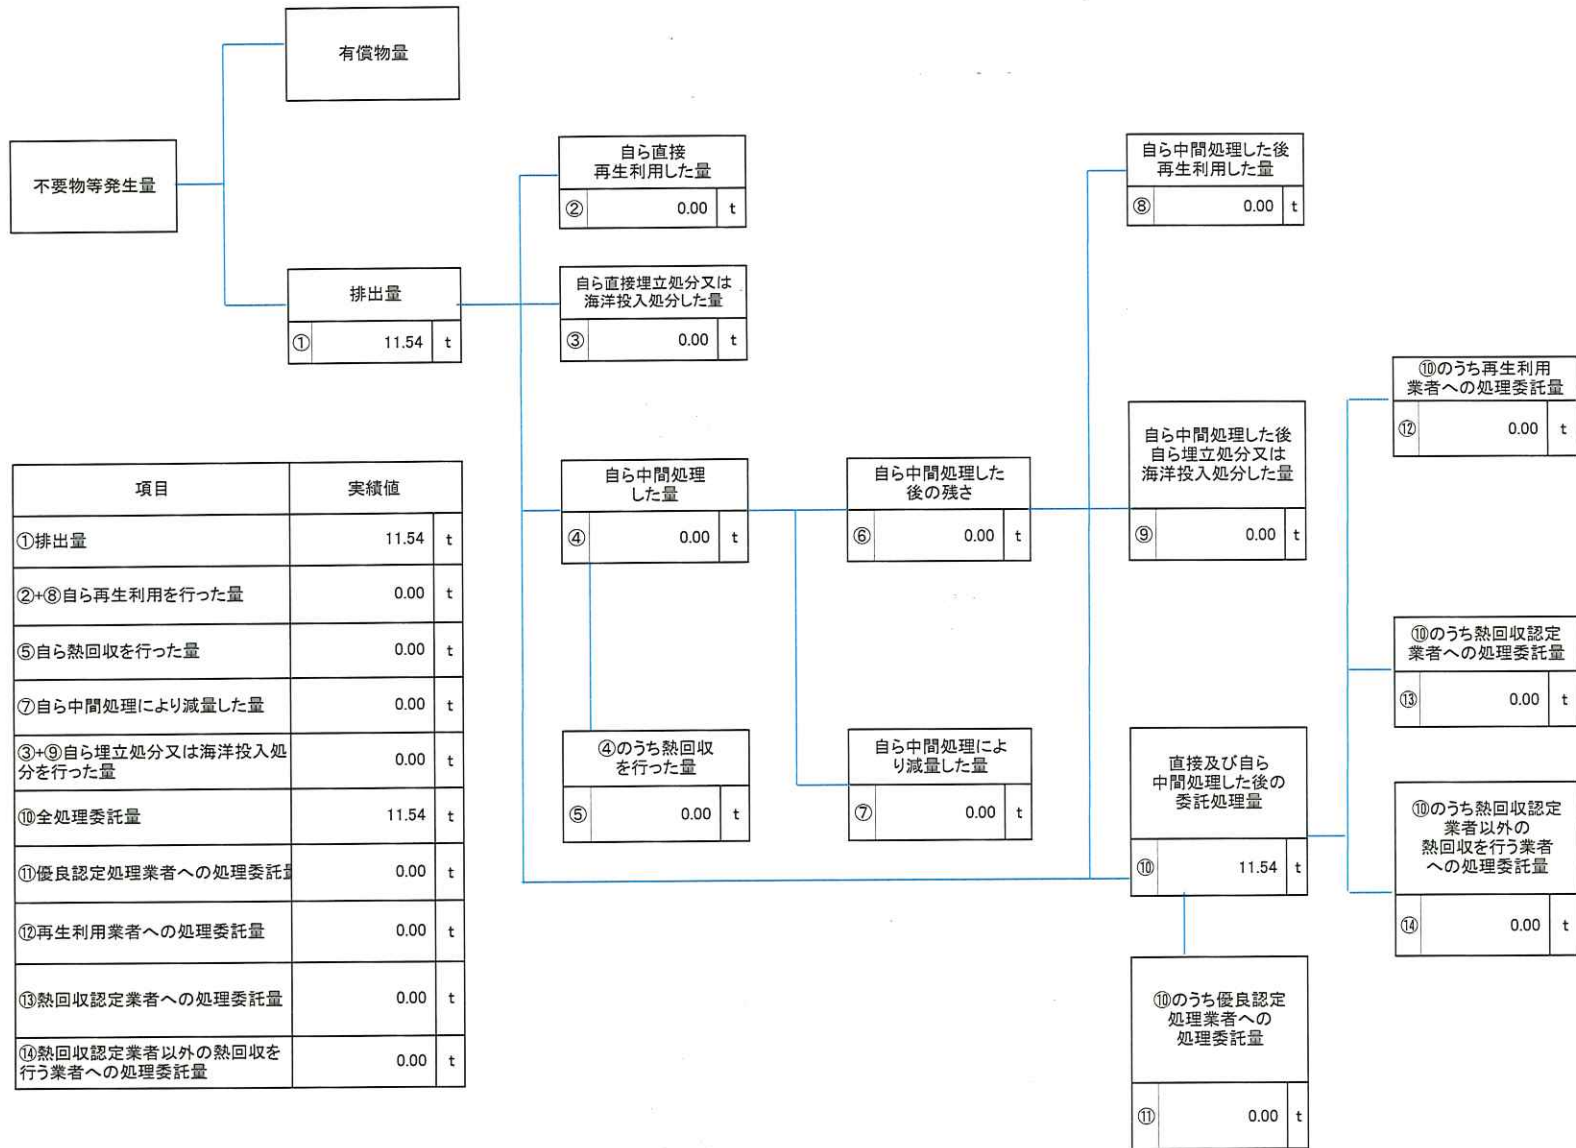 有償物量
不要物等発生量
排出量
① 11.54 t
自ら直接
再生利用した量
② 0.00 t
自ら直接埋立処分又は
海洋投入処分した量
③ 0.00 t
自ら中間処理
した量
④ 0.00 t
④のうち熱回収
を行った量
⑤ 0.00 t
自ら中間処理した
後の残さ
⑥ 0.00 t
自ら中間処理によ
り減量した量
⑦ 0.00 t
自ら中間処理した後
再生利用した量
⑧ 0.00 t
自ら中間処理した後
自ら埋立処分又は
海洋投入処分した量
⑨ 0.00 t
直接及び自ら
中間処理した後の
委託処理量
⑩ 11.54 t
⑩のうち優良認定
処理業者への
処理委託量
⑪ 0.00 t
⑩のうち再生利用
業者への処理委託量
⑫ 0.00 t
⑩のうち熱回収認定
業者への処理委託量
⑬ 0.00 t
⑩のうち熱回収認定
業者以外の
熱回収を行う業者
への処理委託量
⑭ 0.00 t
項目 実績値
①排出量 11.54 t
②+⑧自ら再生利用を行った量 0.00 t
⑤自ら熱回収を行った量 0.00 t
⑦自ら中間処理により減量した量 0.00 t
③+⑨自ら埋立処分又は海洋投入処
分を行った量 0.00 t
⑩全処理委託量 11.54 t
⑪優良認定処理業者への処理委託量 0.00 t
⑫再生利用業者への処理委託量 0.00 t
⑬熱回収認定業者への処理委託量 0.00 t
⑭熱回収認定業者以外の熱回収を
行う業者への処理委託量 0.00 t